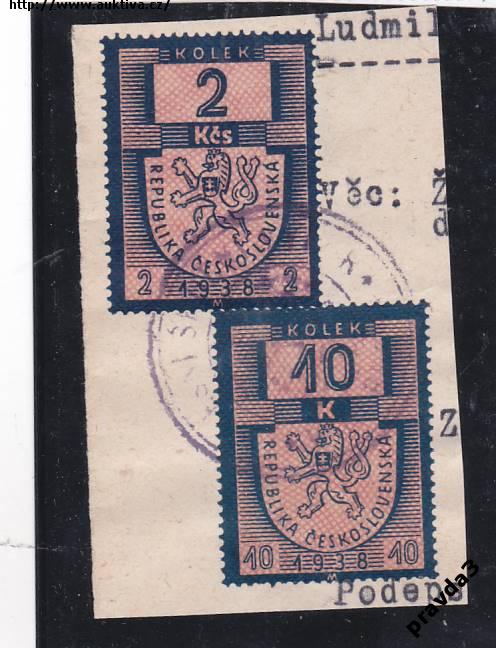 http://www.auktiva.cz/
Ludmil
KOLEK
2
Kčs
REPUBLIKA ČESKOSLOVENSKÁ
2 1938 2
M
Věc: Ž
d
KOLEK
10
K
REPUBLIKA ČESKOSLOVENSKÁ
10 1938 10
M
Z
Podeps
pravda3